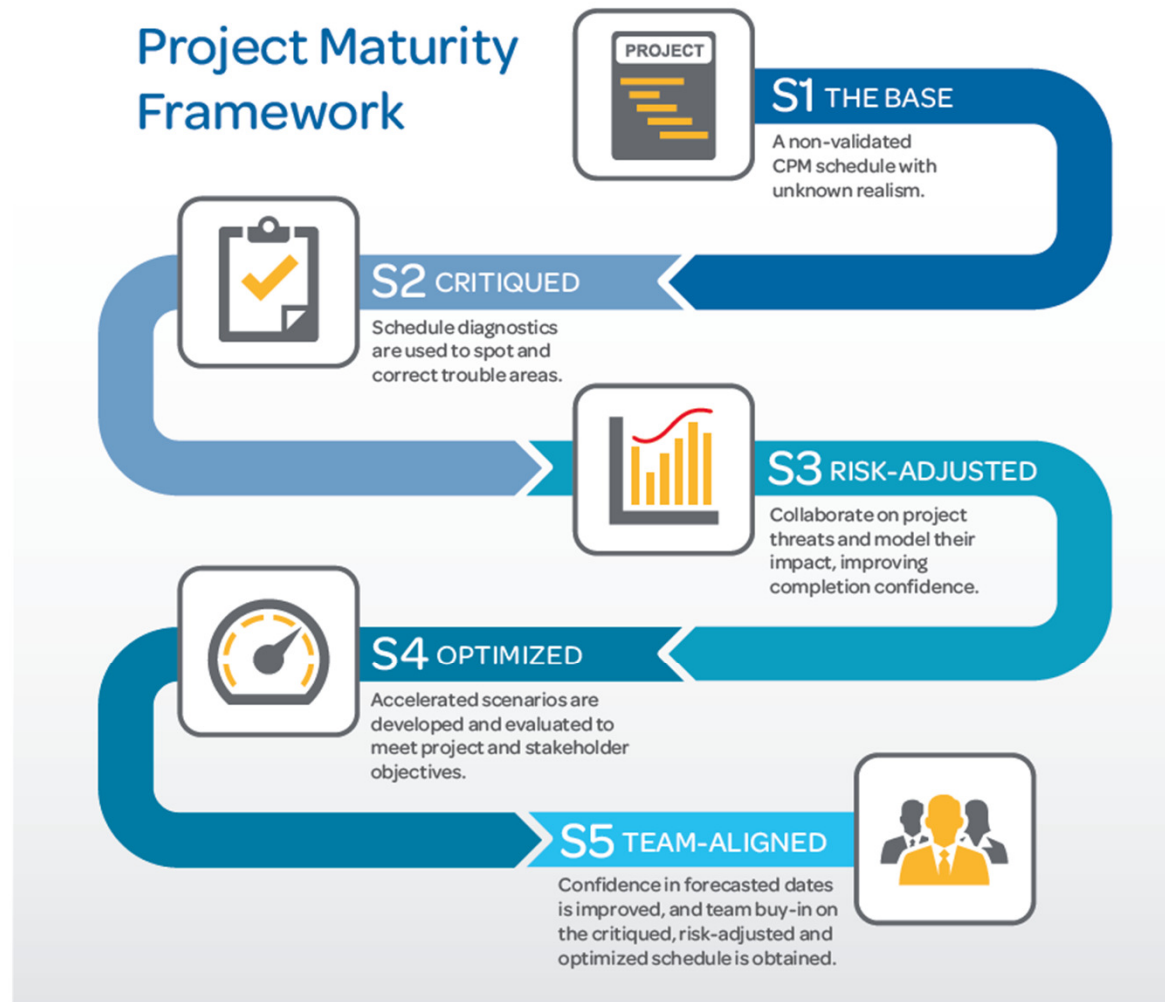 Project Maturity
Framework
PROJECT
S1 THE BASE
A non-validated
CPM schedule with
unknown realism.
S2 CRITIQUED
Schedule diagnostics
are used to spot and
correct trouble areas.
S3 RISK-ADJUSTED
Collaborate on project
threats and model their
impact, improving
completion confidence.
S4 OPTIMIZED
Accelerated scenarios are
developed and evaluated to
meet project and stakeholder
objectives.
S5 TEAM-ALIGNED
Confidence in forecasted dates
is improved, and team buy-in on
the critiqued, risk-adjusted and
optimized schedule is obtained.